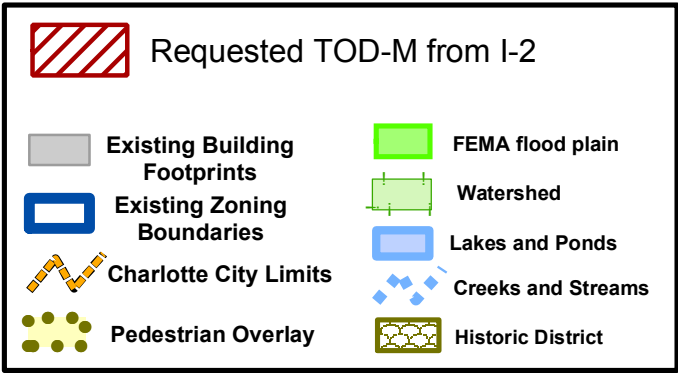 Requested TOD-M from I-2
Existing Building
Footprints
Existing Zoning
Boundaries
Charlotte City Limits
Pedestrian Overlay
FEMA flood plain
Watershed
Lakes and Ponds
Creeks and Streams
Historic District